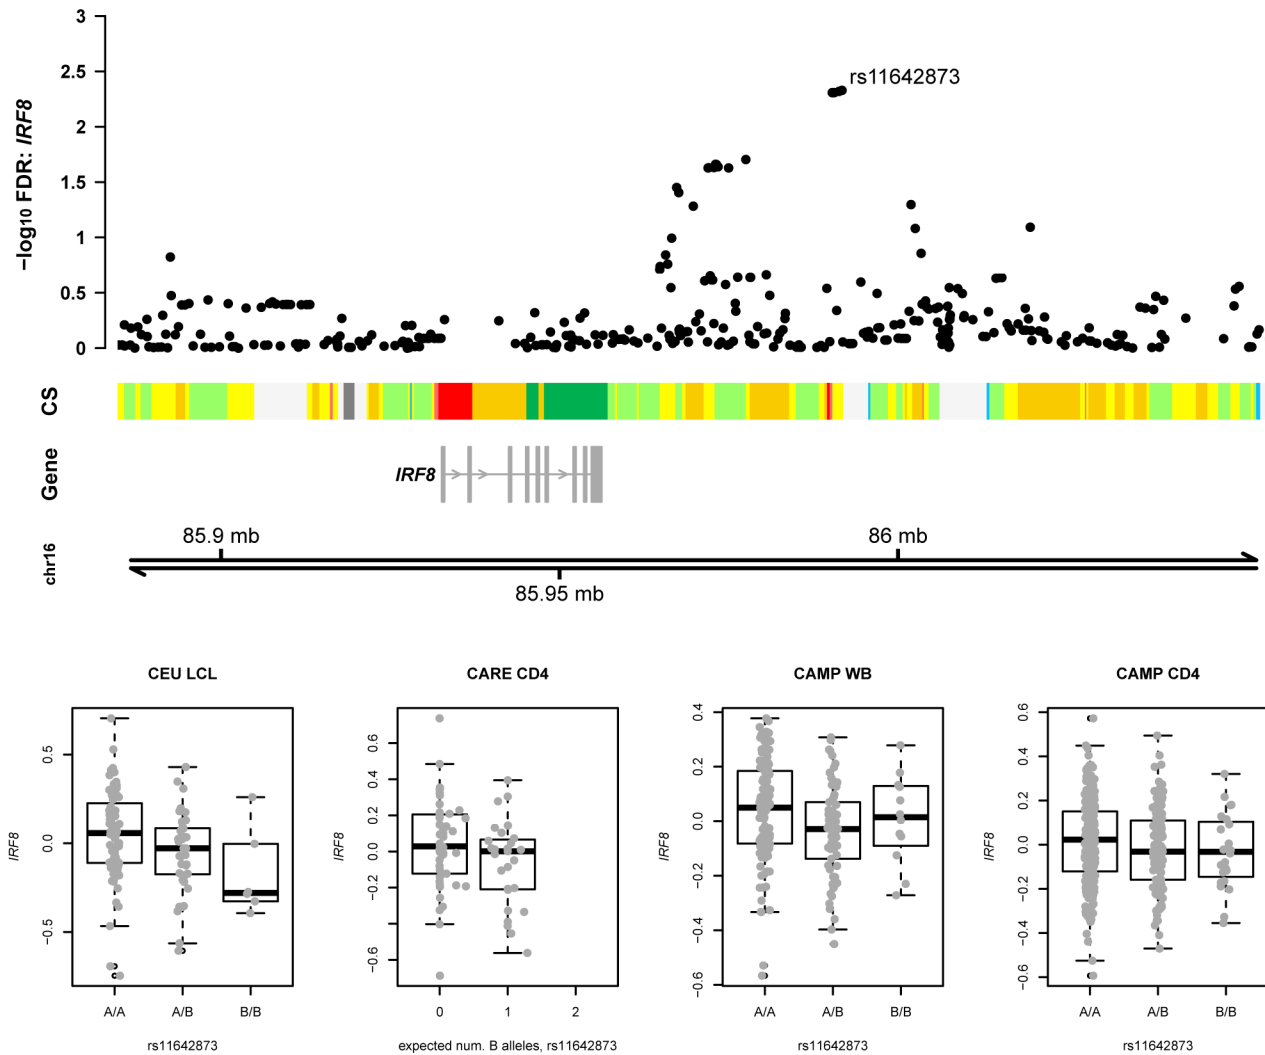 3
2.5
2
1.5
1
0.5
0
−log10 FDR: IRF8
rs11642873
CS
Gene
IRF8
chr16
85.9 mb
86 mb
85.95 mb
CEU LCL
0.5
0.0
−0.5
IRF8
A/A A/B B/B
rs11642873
CARE CD4
0.6
0.4
0.2
0.0
−0.2
−0.6
IRF8
0 1 2
expected num. B alleles, rs11642873
CAMP WB
0.4
0.2
0.0
−0.2
−0.4
−0.6
IRF8
A/A A/B B/B
rs11642873
CAMP CD4
0.6
0.4
0.2
0.0
−0.2
−0.4
−0.6
IRF8
A/A A/B B/B
rs11642873